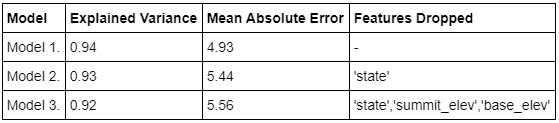 Model Explained Variance Mean Absolute Error Features Dropped
Model 1. 0.94 4.93 -
Model 2. 0.93 5.44 'state'
Model 3. 0.92 5.56 'state','summit_elev','base_elev'